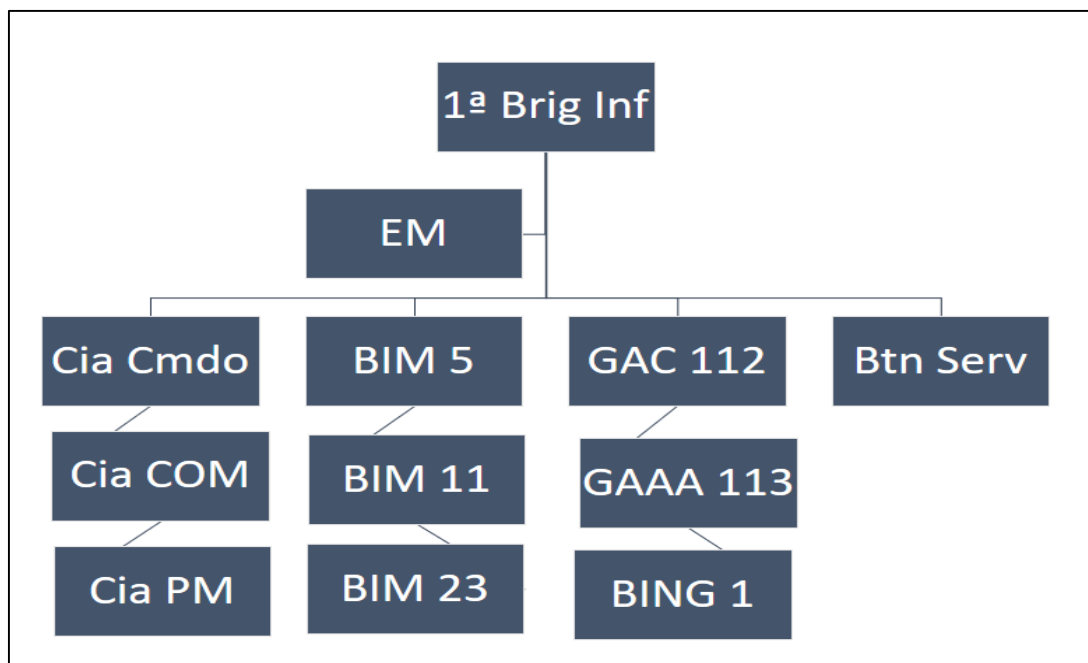 1ª Brig Inf
EM
Cia Cmdo
BIM 5
GAC 112
Btn Serv
Cia COM
BIM 11
GAAA 113
Cia PM
BIM 23
BING 1